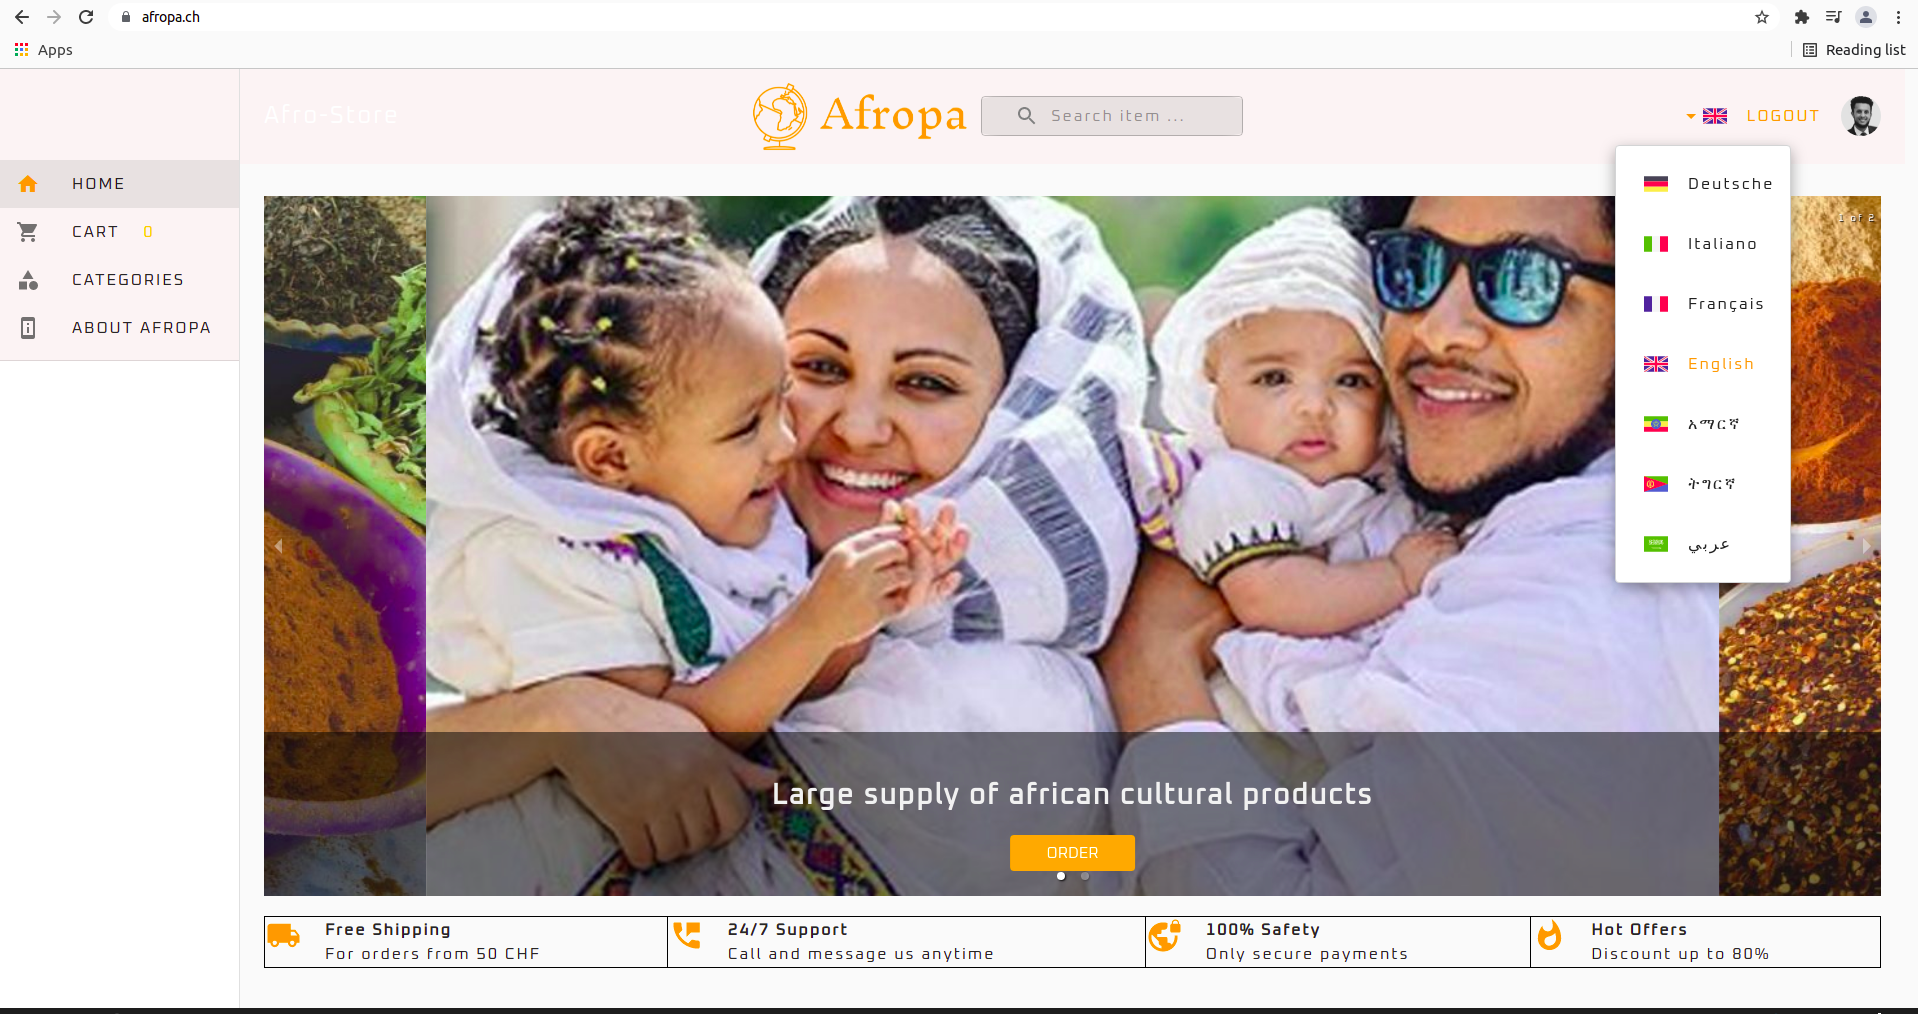 afropa.ch
Apps
Reading list
Afro-Store
Afropa
Search item ...
LOGOUT
HOME
CART 0
CATEGORIES
ABOUT AFROPA
Deutsche
Italiano
Français
English
አማርኛ
ትግርኛ
عربي
1 of 2
Large supply of african cultural products
ORDER
Free Shipping
For orders from 50 CHF
24/7 Support
Call and message us anytime
100% Safety
Only secure payments
Hot Offers
Discount up to 80%